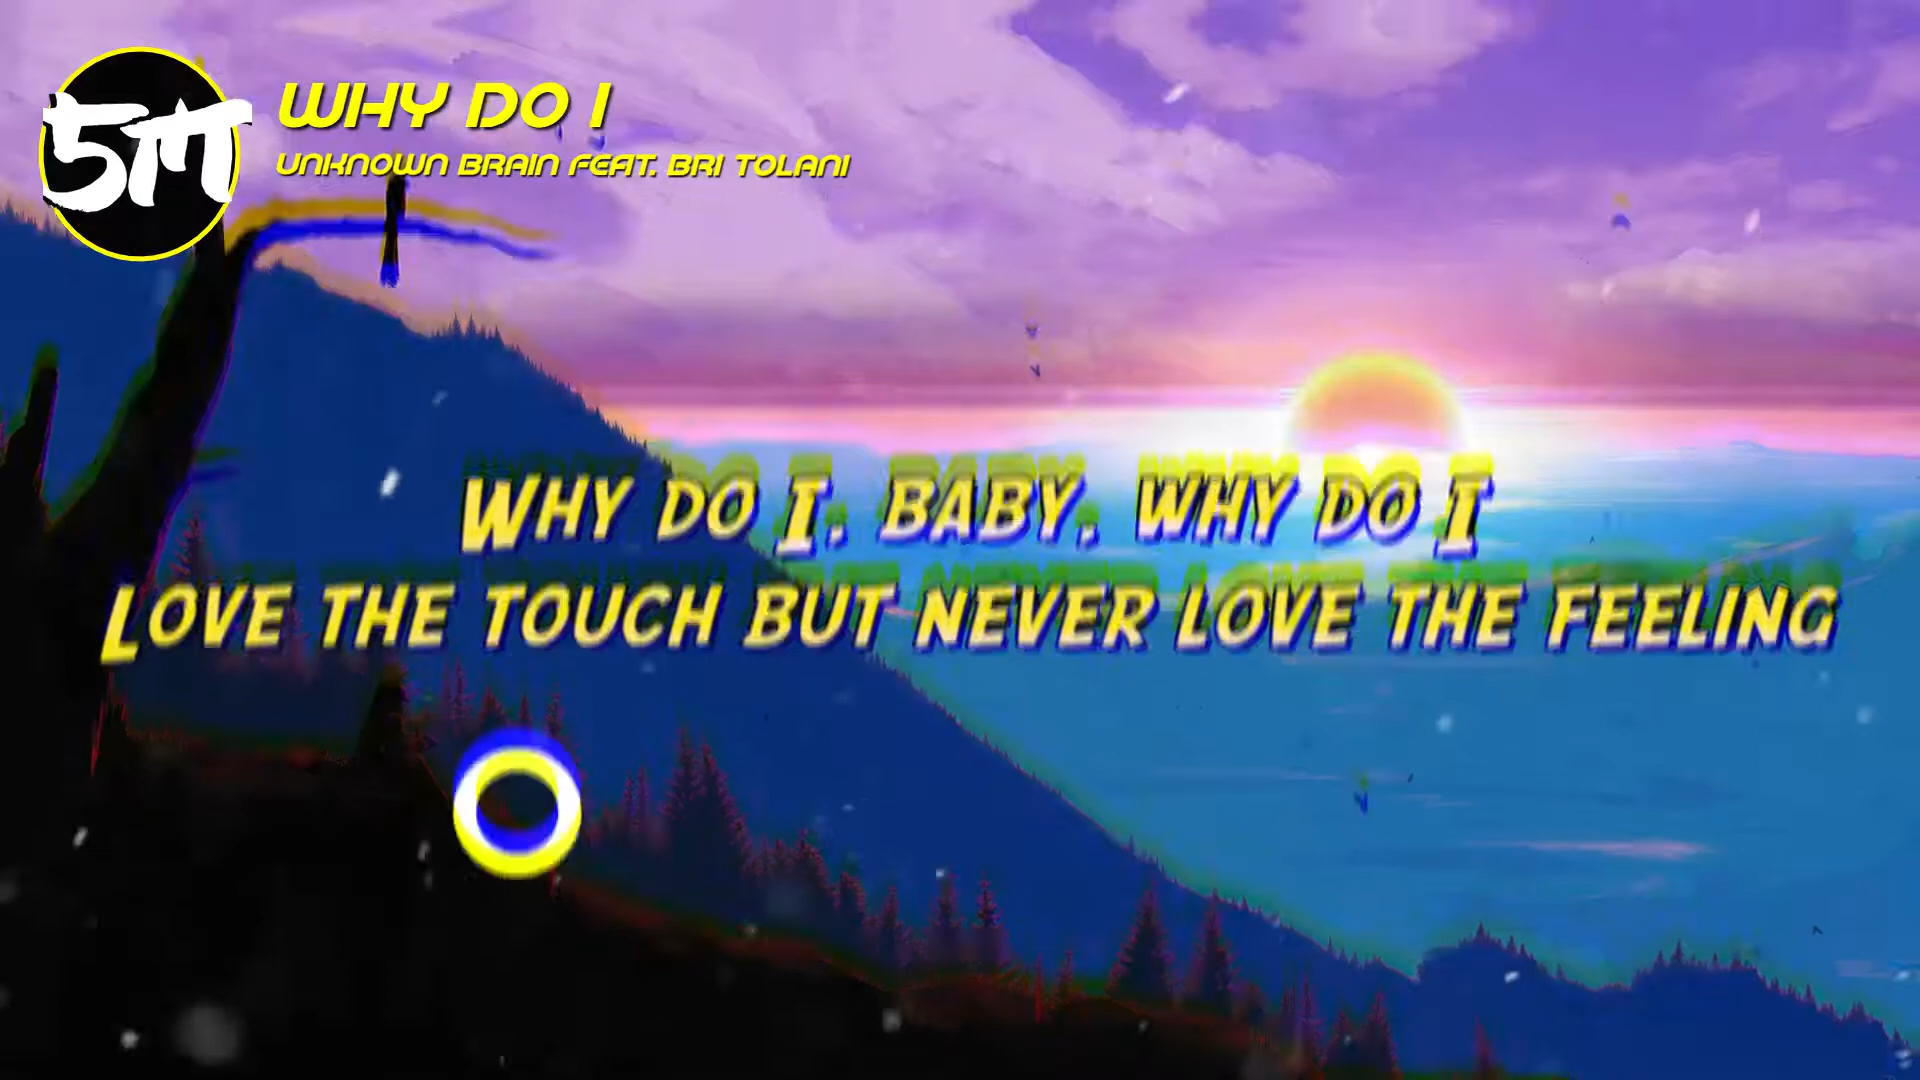 5M
WHY DO I
UNKNOWN BRAIN FEAT. BRI TOLANI
WHY DO I, BABY, WHY DO I
LOVE THE TOUCH BUT NEVER LOVE THE FEELING